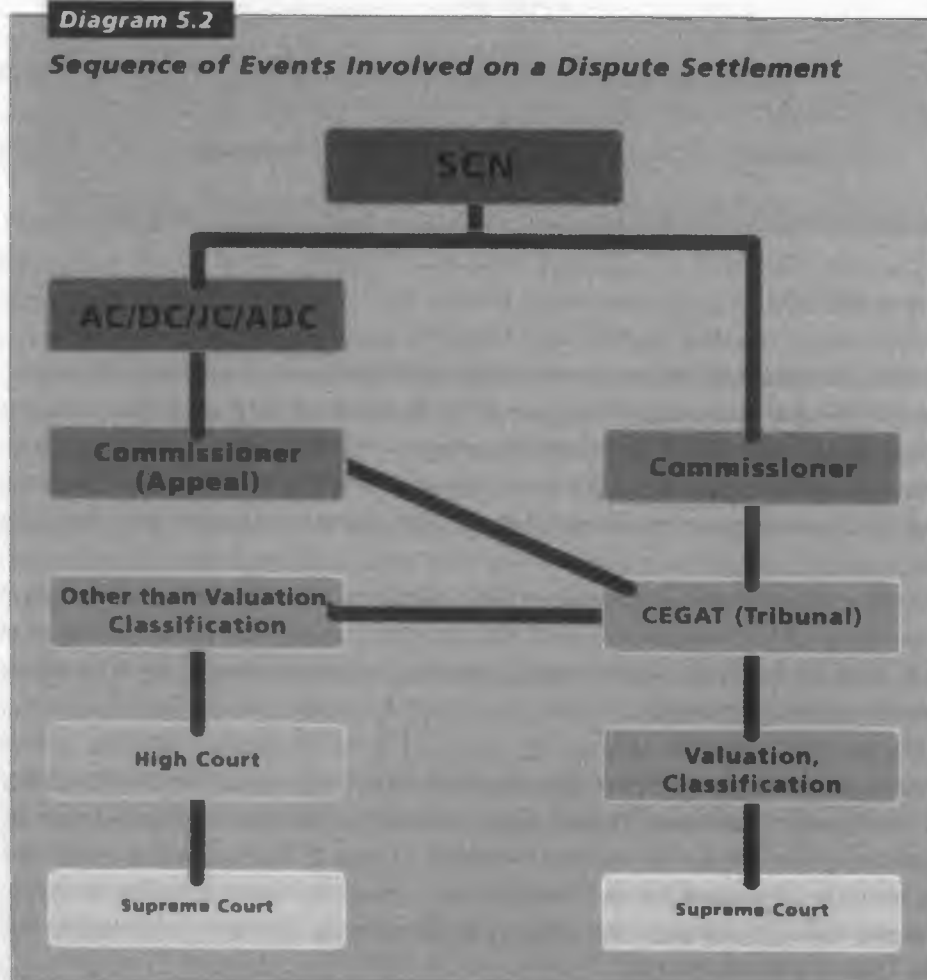 Diagram 5.2
Sequence of Events Involved on a Dispute Settlement
SCN
AC/DC/JC/ADC
Commissioner
(Appeal)
Commissioner
Other than Valuation,
Classification
CEGAT (Tribunal)
High Court
Valuation,
Classification
Supreme Court
Supreme Court